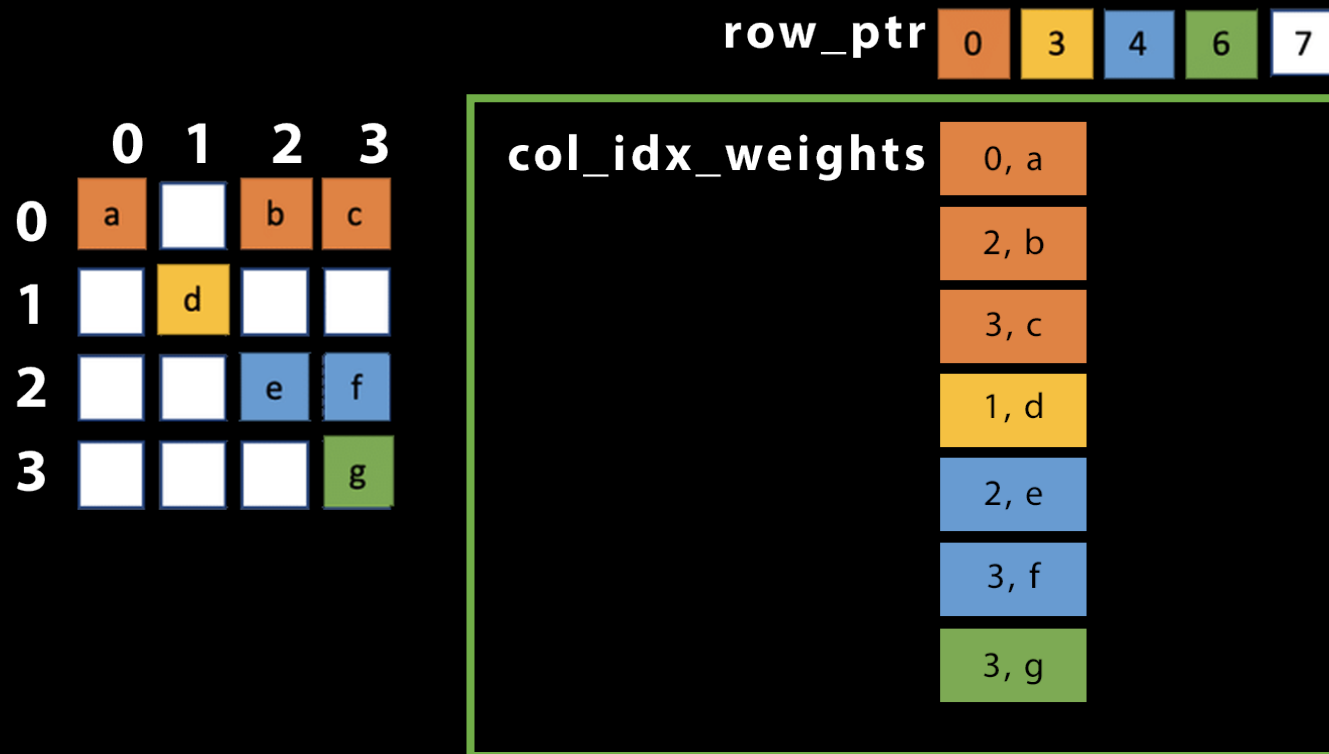 row_ptr 0 3 4 6 7
0 1 2 3
0 a b c
1 d
2 e f
3 g
col_idx_weights 0, a
2, b
3, c
1, d
2, e
3, f
3, g